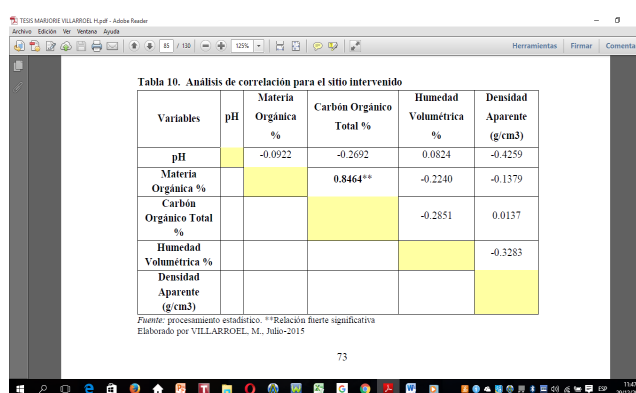 TESIS MARJORIE VILLARROEL H.pdf - Adobe Reader
Archivo Edición Ver Ventana Ayuda
85 / 130 125% Herramientas Firmar Comenta
Tabla 10. Análisis de correlación para el sitio intervenido
Variables pH Materia Orgánica % Carbón Orgánico Total % Humedad Volumétrica % Densidad Aparente (g/cm3)
pH -0.0922 -0.2692 0.0824 -0.4259
Materia Orgánica % 0.8464** -0.2240 -0.1379
Carbón Orgánico Total % -0.2851 0.0137
Humedad Volumétrica % -0.3283
Densidad Aparente (g/cm3)
Fuente: procesamiento estadístico. **Relación fuerte significativa
Elaborado por VILLARROEL, M., Julio-2015
73
ESP